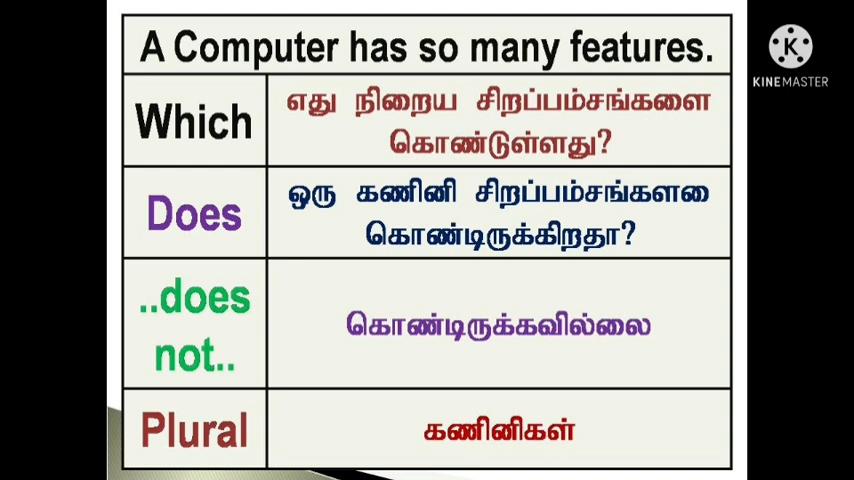 A Computer has so many features.
KINEMASTER
Which
எது நிறைய சிறப்பம்சங்களை
கொண்டுள்ளது?
Does
ஒரு கணினி சிறப்பம்சங்களை
கொண்டிருக்கிறதா?
..does
not..
கொண்டிருக்கவில்லை
Plural
கணினிகள்